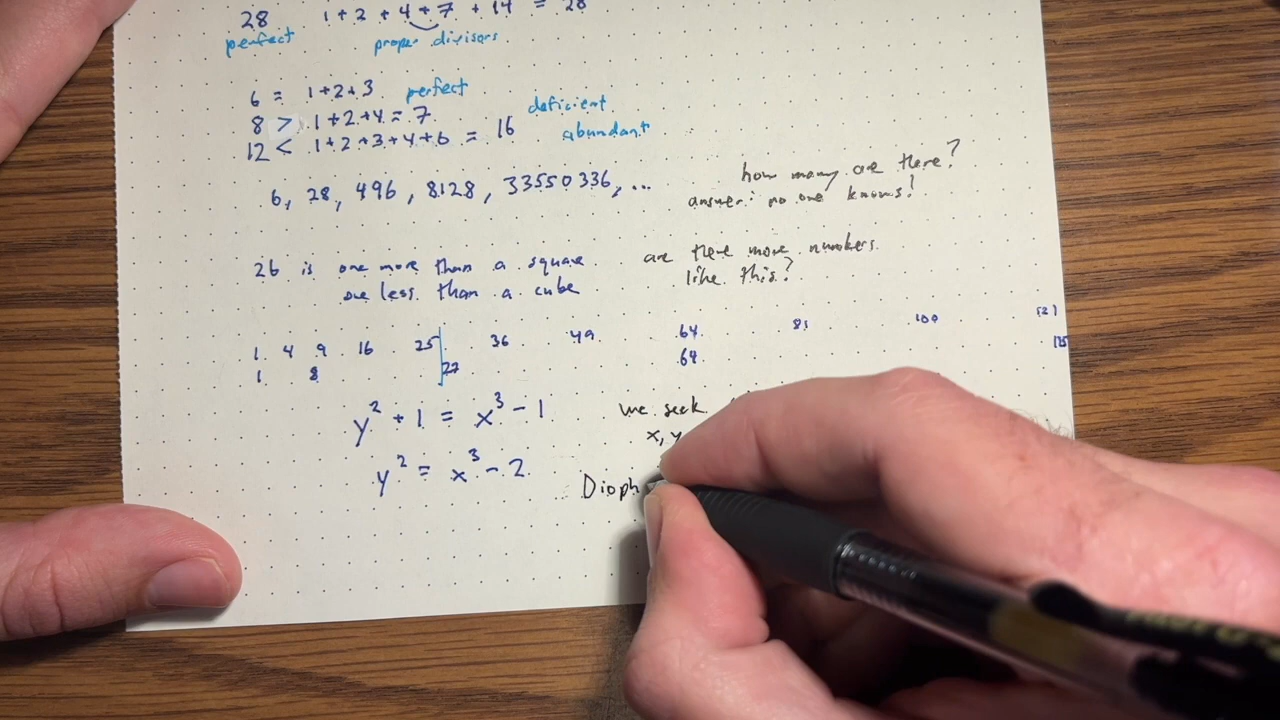 28 1 + 2 + 4 + 7 + 14 = 28
perfect proper divisors
6 = 1+2+3 perfect
8 > 1+2+4 = 7 deficient
12 < 1+2+3+4+6 = 16 abundant
6, 28, 496, 8128, 33550336, ...
how many are there?
answer: no one knows!
26 is one more than a square
one less than a cube
are there more numbers
like this?
1 4 9 16 25 36 49 64 81 100 121
1 8 27 64 125
y² + 1 = x³ - 1 we seek
y² = x³ - 2 x, y
Dioph